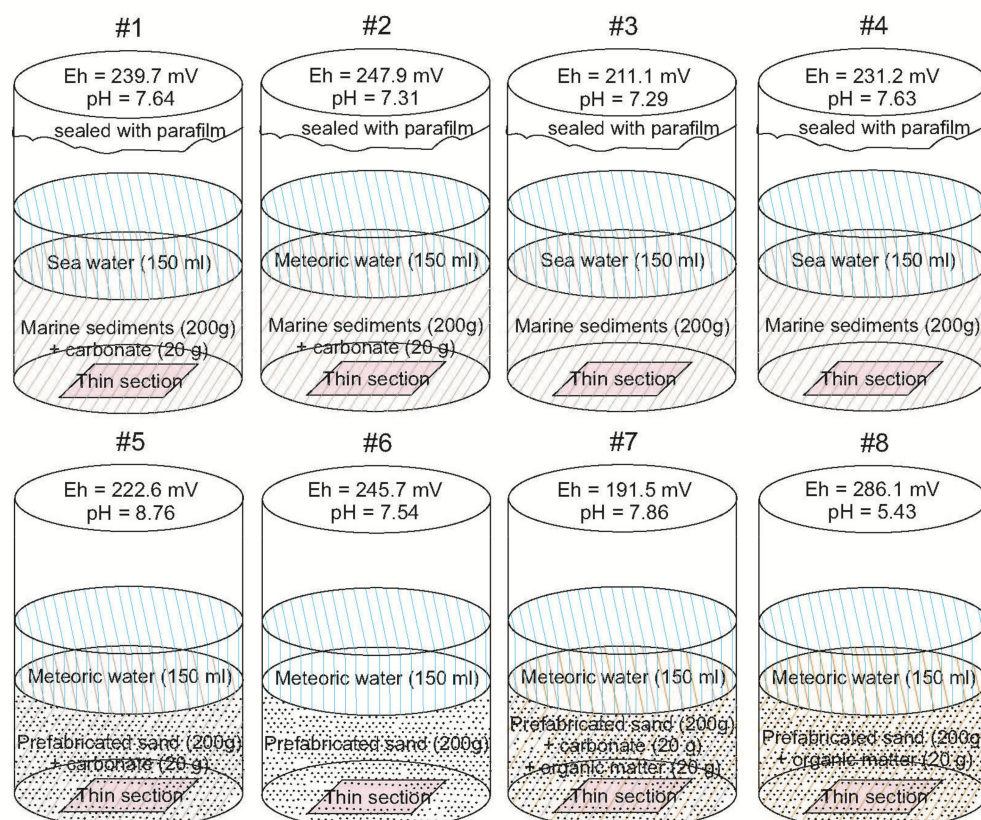 #1
Eh = 239.7 mV
pH = 7.64
sealed with parafilm
Sea water (150 ml)
Marine sediments (200g)
+ carbonate (20 g)
Thin section
#2
Eh = 247.9 mV
pH = 7.31
sealed with parafilm
Meteoric water (150 ml)
Marine sediments (200g)
+ carbonate (20 g)
Thin section
#3
Eh = 211.1 mV
pH = 7.29
sealed with parafilm
Sea water (150 ml)
Marine sediments (200g)
Thin section
#4
Eh = 231.2 mV
pH = 7.63
sealed with parafilm
Sea water (150 ml)
Marine sediments (200g)
Thin section
#5
Eh = 222.6 mV
pH = 8.76
Meteoric water (150 ml)
Prefabricated sand (200g)
+ carbonate (20 g)
Thin section
#6
Eh = 245.7 mV
pH = 7.54
Meteoric water (150 ml)
Prefabricated sand (200g)
Thin section
#7
Eh = 191.5 mV
pH = 7.86
Meteoric water (150 ml)
Prefabricated sand (200g)
+ carbonate (20 g)
+ organic matter (20 g)
Thin section
#8
Eh = 286.1 mV
pH = 5.43
Meteoric water (150 ml)
Prefabricated sand (200g)
+ organic matter (20 g)
Thin section